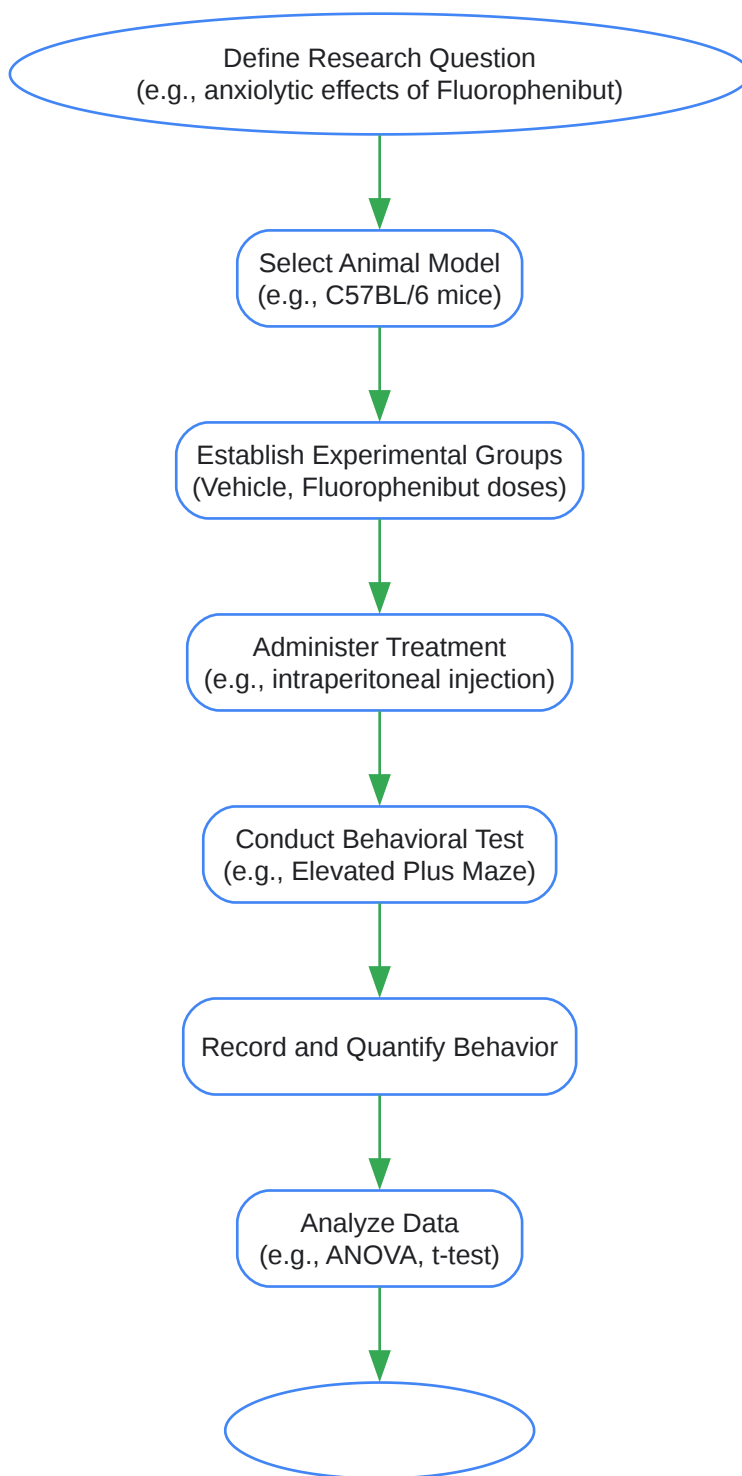 Define Research Question
(e.g., anxiolytic effects of Fluorophenibut)
Select Animal Model
(e.g., C57BL/6 mice)
Establish Experimental Groups
(Vehicle, Fluorophenibut doses)
Administer Treatment
(e.g., intraperitoneal injection)
Conduct Behavioral Test
(e.g., Elevated Plus Maze)
Record and Quantify Behavior
Analyze Data
(e.g., ANOVA, t-test)